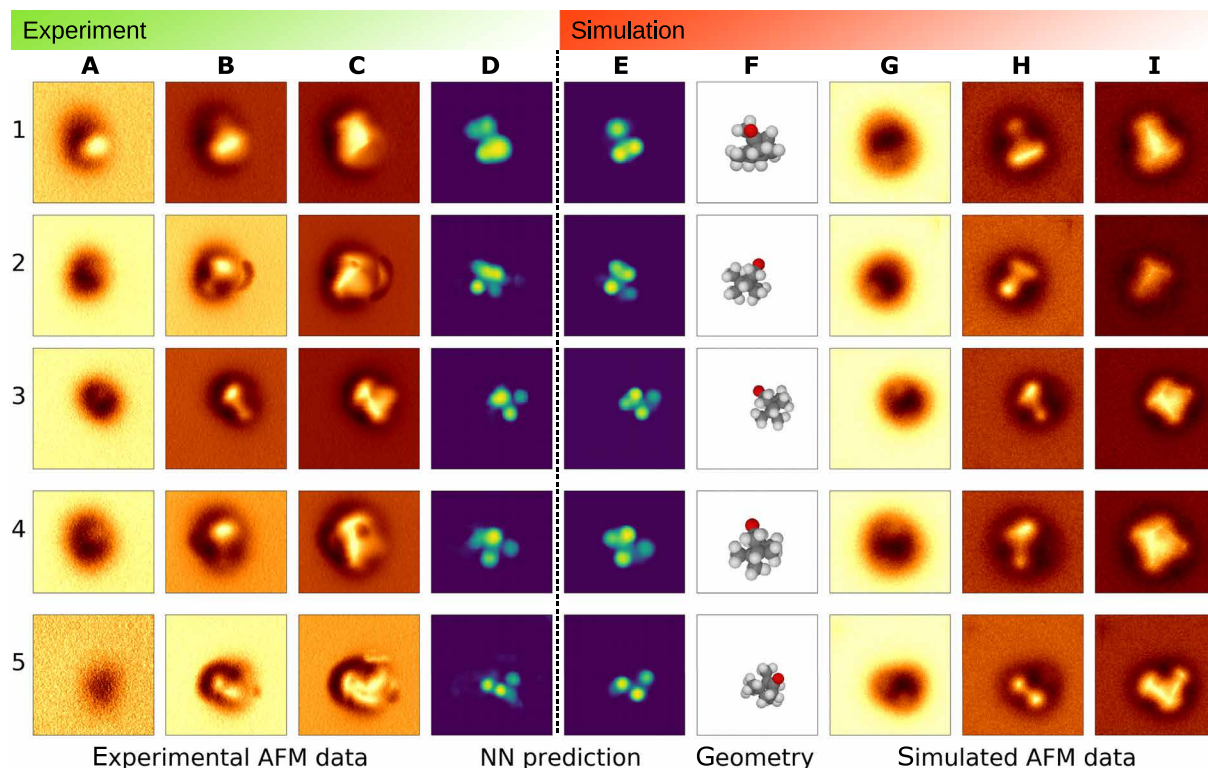 Experiment Simulation
A B C D E F G H I
1
2
3
4
5
Experimental AFM data NN prediction Geometry Simulated AFM data